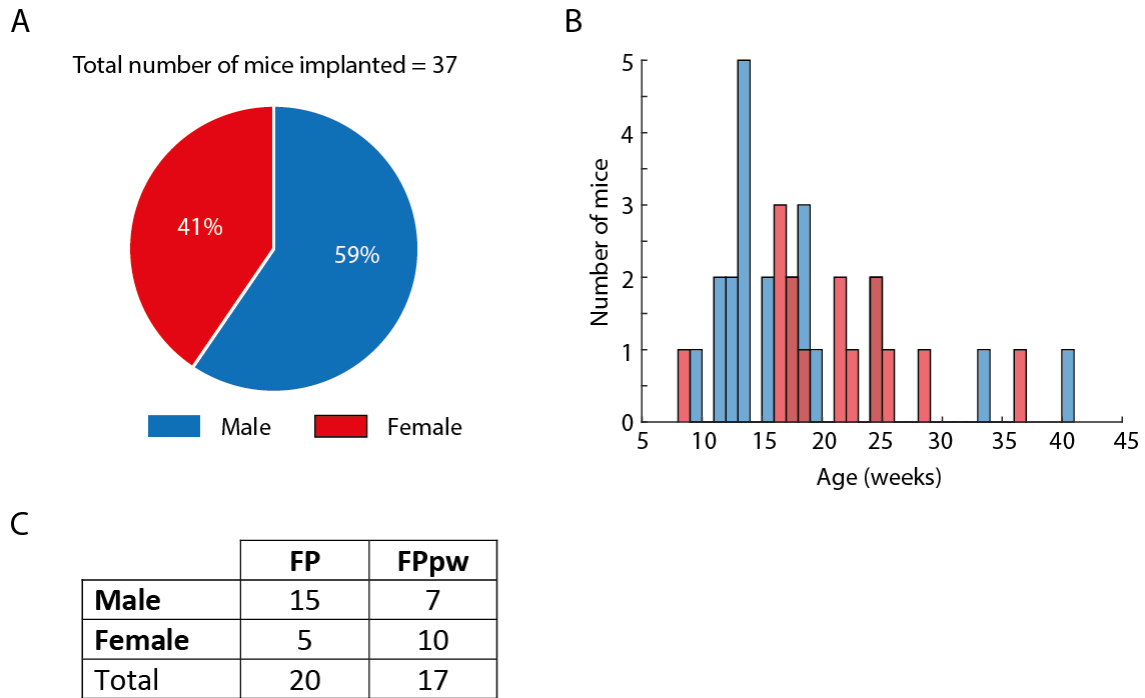 A
Total number of mice implanted = 37
41%
59%
Male Female
B
Number of mice
5
4
3
2
1
0
5 10 15 20 25 30 35 40 45
Age (weeks)
C
FP FPpw
Male 15 7
Female 5 10
Total 20 17